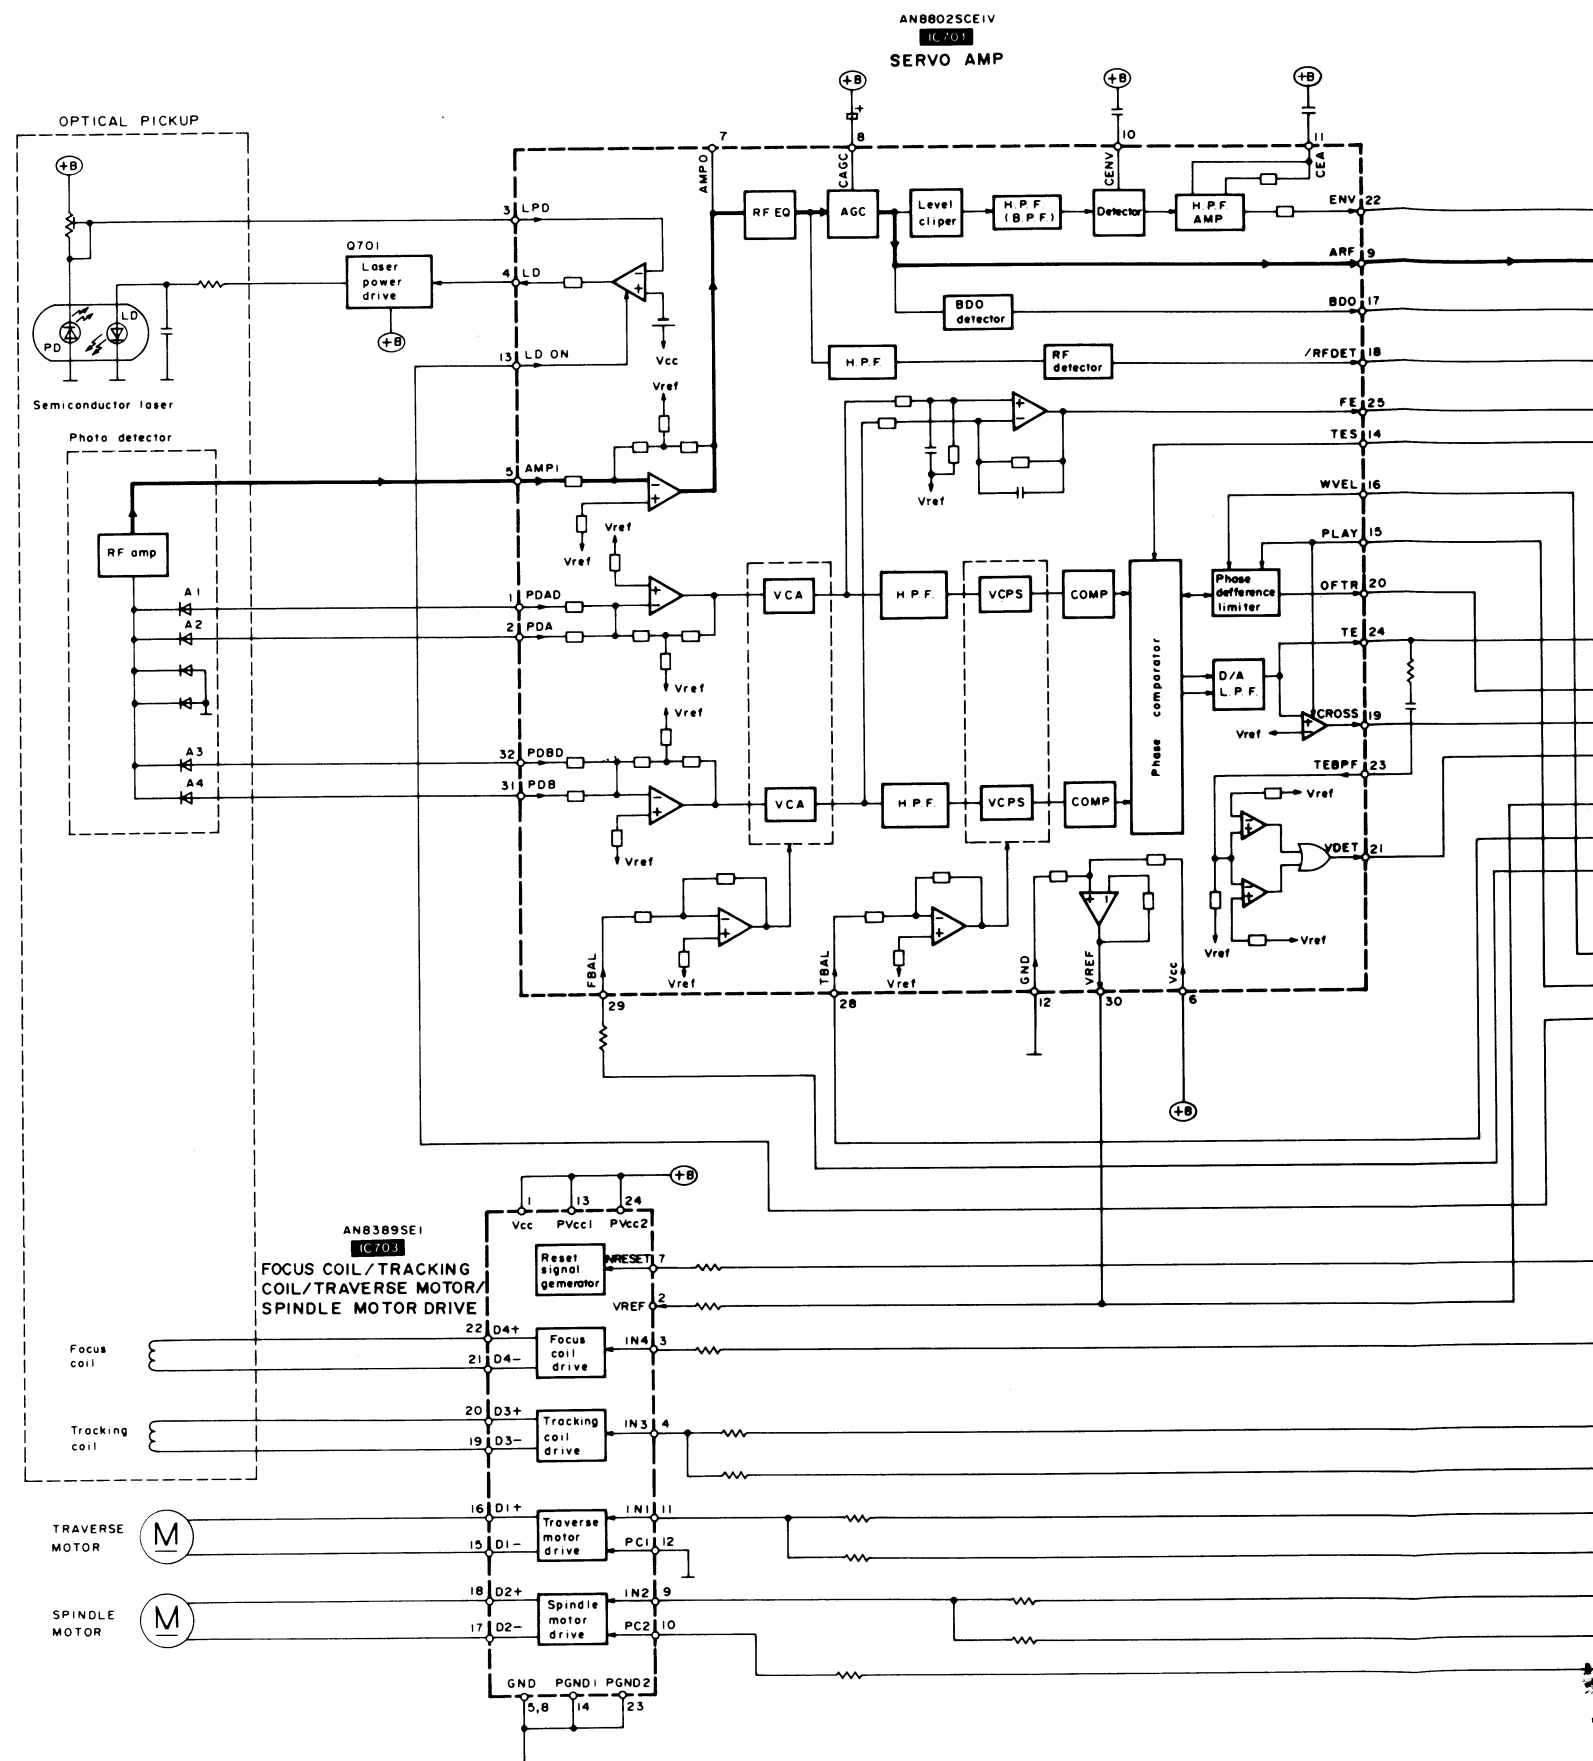 AN8802SCE1V
IC701
SERVO AMP
OPTICAL PICKUP
+B
+B
+B
+B
7
8
10
11
AMPO
CAGC
CENV
CEA
3 LPD
RF EQ
AGC
Level
cliper
H.P.F.
(B.P.F.)
Detector
H.P.F.
AMP
ENV 22
Q701
Laser
power
drive
4 LD
ARF 9
LD
PD
+B
BDO
detector
BDO 17
13 LD ON
Vcc
H.P.F.
RF
detector
/RFDET 18
Semiconductor laser
Vref
FE 25
Photo detector
TES 14
5 AMPI
Vref
WVEL 16
RF amp
Vref
Vref
PLAY 15
A1
1 PDAD
VCA
H.P.F.
VCPS
COMP
Phase
defference
limiter
OFTR 20
A2
2 PDA
TE 24
Phase comparator
D/A
L.P.F.
Vref
Vref
CROSS 19
Vref
A3
32 PDBD
TEBPF 23
A4
31 PDB
VCA
H.P.F.
VCPS
COMP
Vref
Vref
VDET 21
Vref
Vref
Vref
Vref
FBAL
TBAL
GND
VREF
Vcc
29
28
12
30
6
+B
+B
1
13
24
Vcc
PVcc1
PVcc2
AN8389SE1
IC703
FOCUS COIL/TRACKING
COIL/TRAVERSE MOTOR/
SPINDLE MOTOR DRIVE
Reset
signal
gemerator
NRESET 7
VREF 2
Focus
coil
22 D4+
21 D4-
Focus
coil
drive
IN4 3
Tracking
coil
20 D3+
19 D3-
Tracking
coil
drive
IN3 4
TRAVERSE
MOTOR
M
16 D1+
15 D1-
Traverse
motor
drive
IN1 11
PC1 12
SPINDLE
MOTOR
M
18 D2+
17 D2-
Spindle
motor
drive
IN2 9
PC2 10
GND
PGND1
PGND2
5,8
14
23